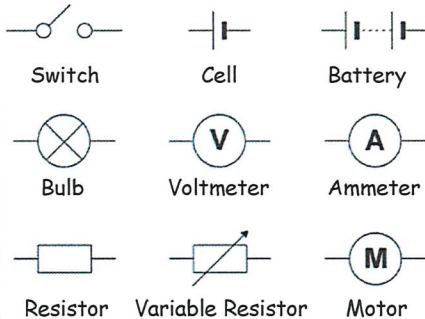 Switch Cell Battery
V A
Bulb Voltmeter Ammeter
M
Resistor Variable Resistor Motor